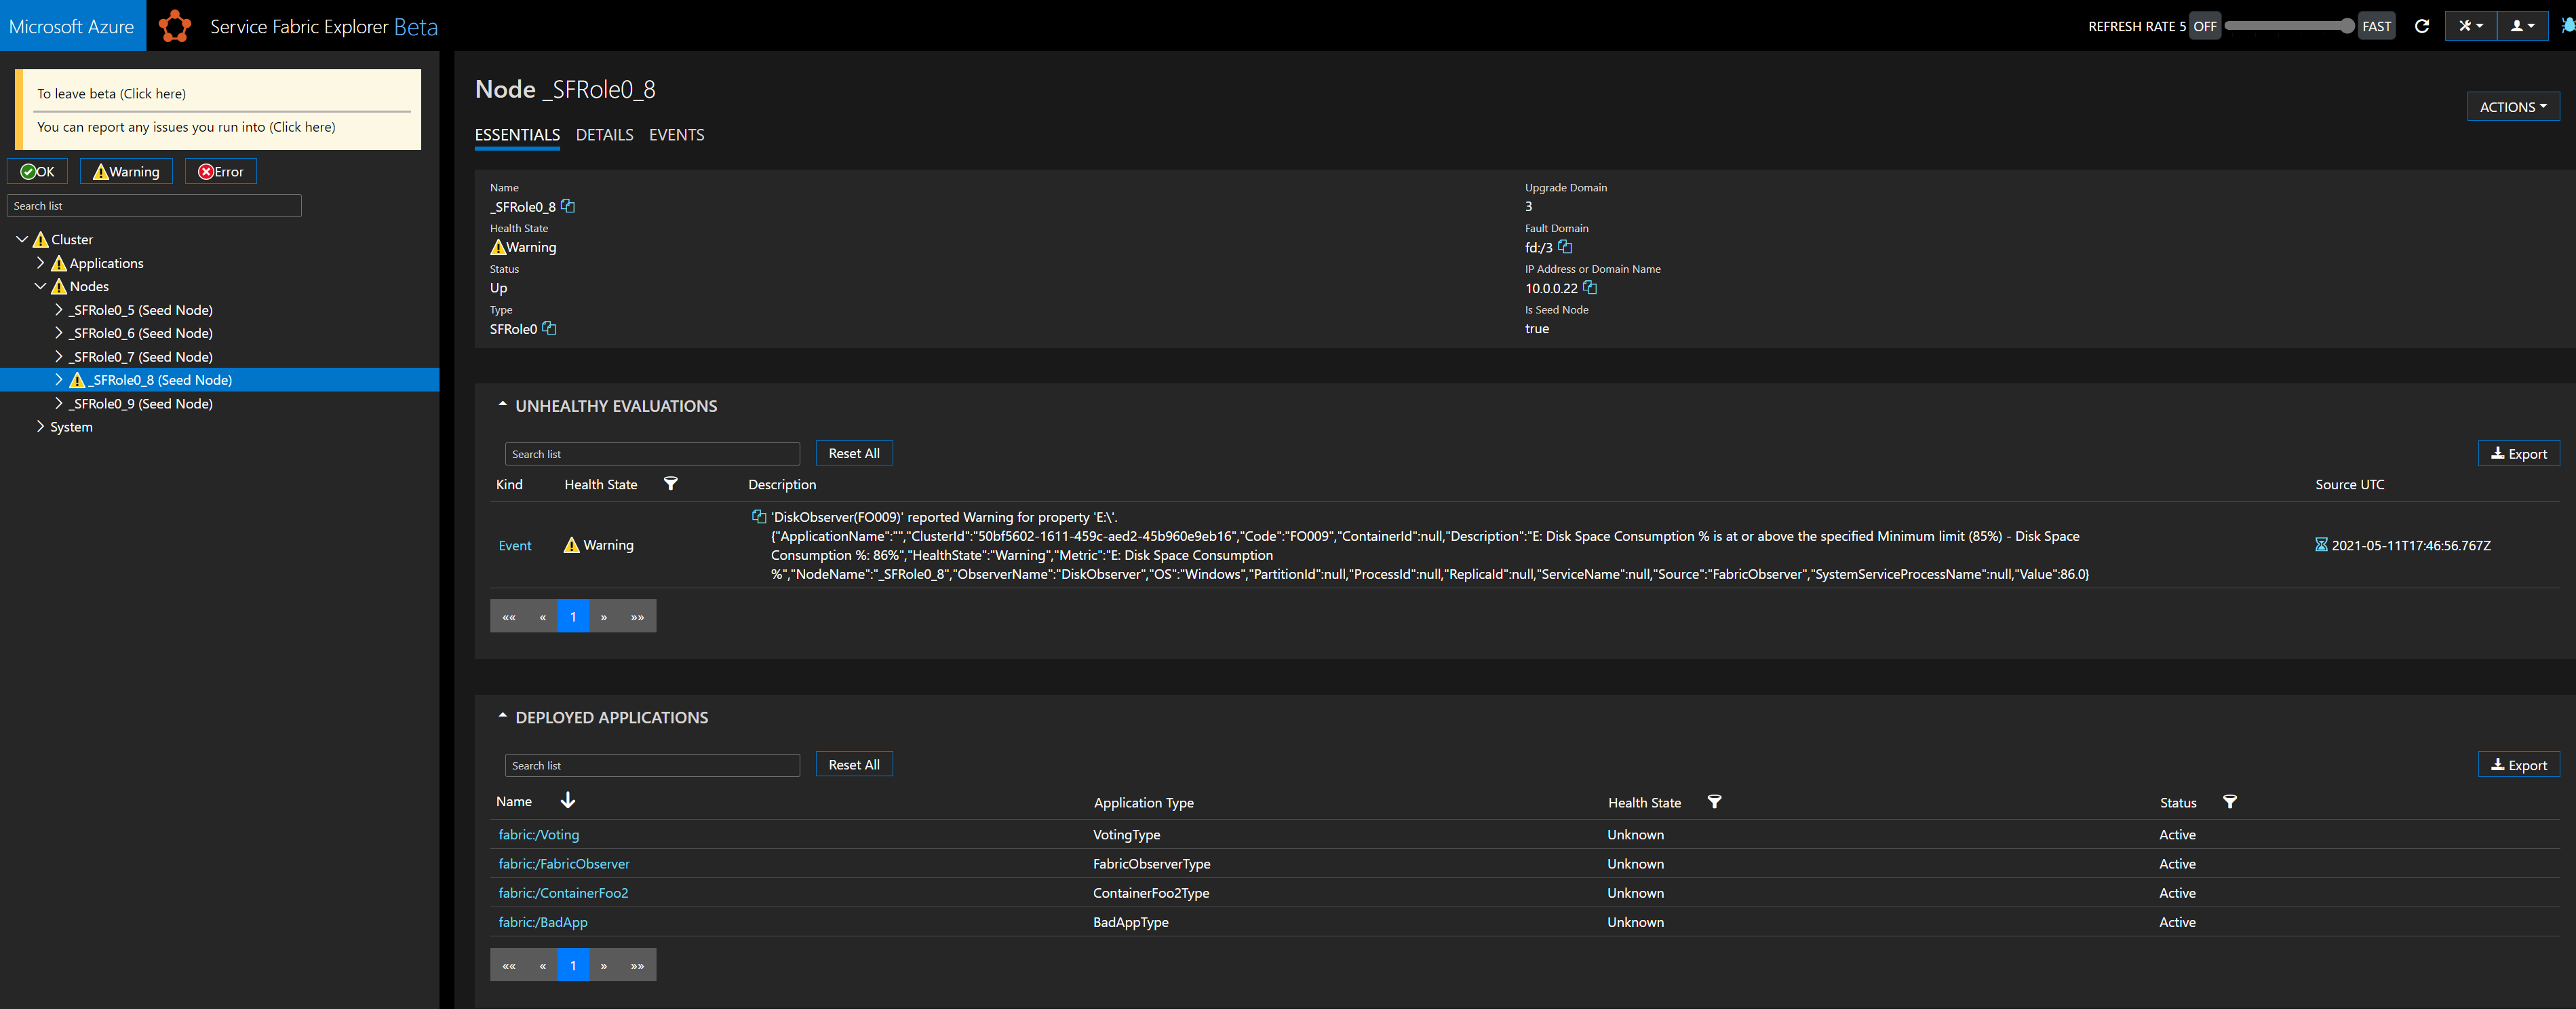 Microsoft Azure
Service Fabric Explorer Beta
REFRESH RATE 5 OFF FAST
To leave beta (Click here)
You can report any issues you run into (Click here)
OK
Warning
Error
Search list
Cluster
Applications
Nodes
_SFRole0_5 (Seed Node)
_SFRole0_6 (Seed Node)
_SFRole0_7 (Seed Node)
_SFRole0_8 (Seed Node)
_SFRole0_9 (Seed Node)
System
Node _SFRole0_8
ACTIONS
ESSENTIALS DETAILS EVENTS
Name
_SFRole0_8
Health State
Warning
Status
Up
Type
SFRole0
Upgrade Domain
3
Fault Domain
fd:/3
IP Address or Domain Name
10.0.0.22
Is Seed Node
true
UNHEALTHY EVALUATIONS
Search list
Reset All
Export
Kind Health State Description Source UTC
Event Warning
'DiskObserver(FO009)' reported Warning for property 'E:\'.
{"ApplicationName":"","ClusterId":"50bf5602-1611-459c-aed2-45b960e9eb16","Code":"FO009","ContainerId":null,"Description":"E: Disk Space Consumption % is at or above the specified Minimum limit (85%) - Disk Space
Consumption %: 86%","HealthState":"Warning","Metric":"E: Disk Space Consumption
%","NodeName":"_SFRole0_8","ObserverName":"DiskObserver","OS":"Windows","PartitionId":null,"ProcessId":null,"ReplicaId":null,"ServiceName":null,"Source":"FabricObserver","SystemServiceProcessName":null,"Value":86.0}
2021-05-11T17:46:56.767Z
«« « 1 » »»
DEPLOYED APPLICATIONS
Search list
Reset All
Export
Name Application Type Health State Status
fabric:/Voting VotingType Unknown Active
fabric:/FabricObserver FabricObserverType Unknown Active
fabric:/ContainerFoo2 ContainerFoo2Type Unknown Active
fabric:/BadApp BadAppType Unknown Active
«« « 1 » »»